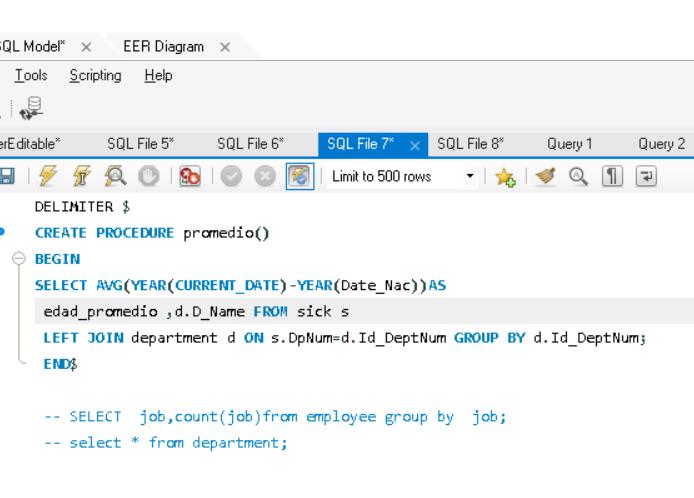 SQL Model* × EER Diagram ×
Tools Scripting Help
erEditable* SQL File 5* SQL File 6* SQL File 7* × SQL File 8* Query 1 Query 2
Limit to 500 rows
DELIMITER $
CREATE PROCEDURE promedio()
BEGIN
SELECT AVG(YEAR(CURRENT_DATE)-YEAR(Date_Nac))AS
edad_promedio ,d.D_Name FROM sick s
LEFT JOIN department d ON s.DpNum=d.Id_DeptNum GROUP BY d.Id_DeptNum;
END$
-- SELECT  job,count(job)from employee group by  job;
-- select * from department;